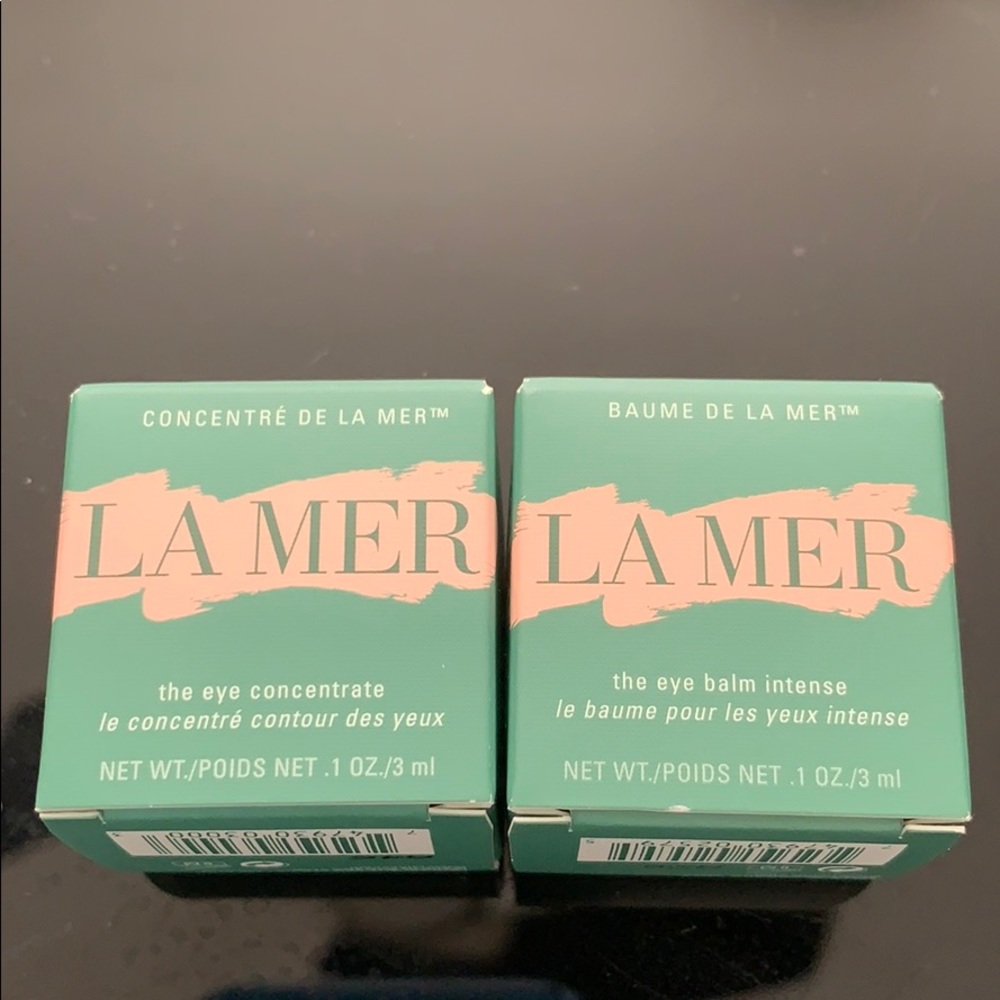 CONCENTRÉ DE LA MER™
LA MER
the eye concentrate
le concentré contour des yeux
NET WT./POIDS NET .1 OZ./3 ml
BAUME DE LA MER™
LA MER
the eye balm intense
le baume pour les yeux intense
NET WT./POIDS NET .1 OZ./3 ml